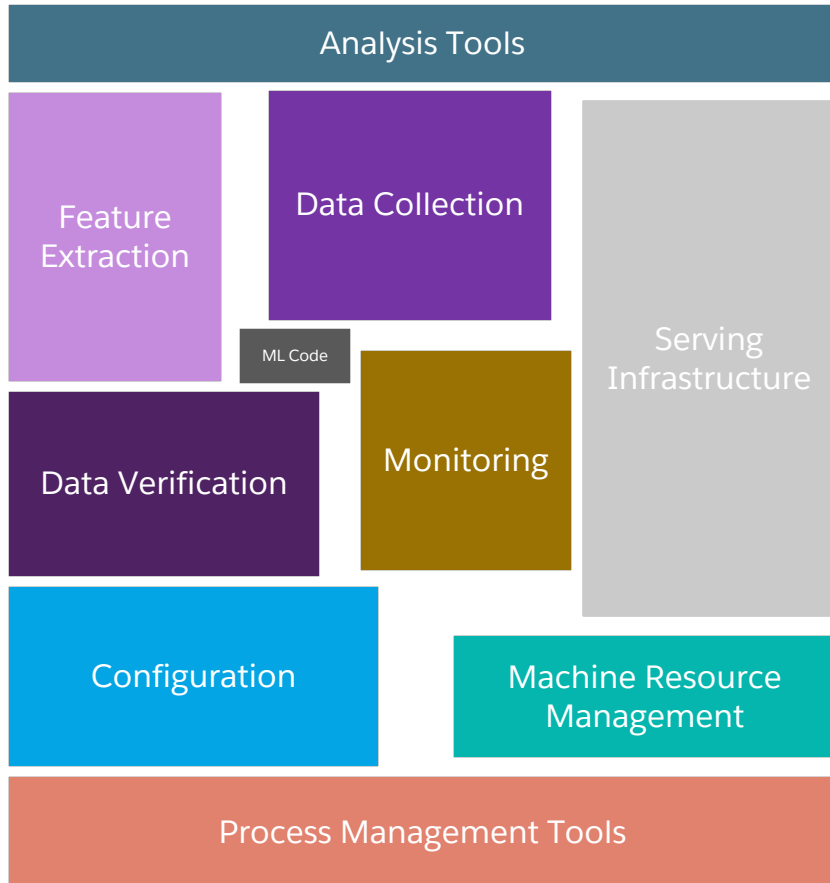 Analysis Tools
Feature
Extraction
Data Collection
Serving
Infrastructure
ML Code
Data Verification
Monitoring
Configuration
Machine Resource
Management
Process Management Tools